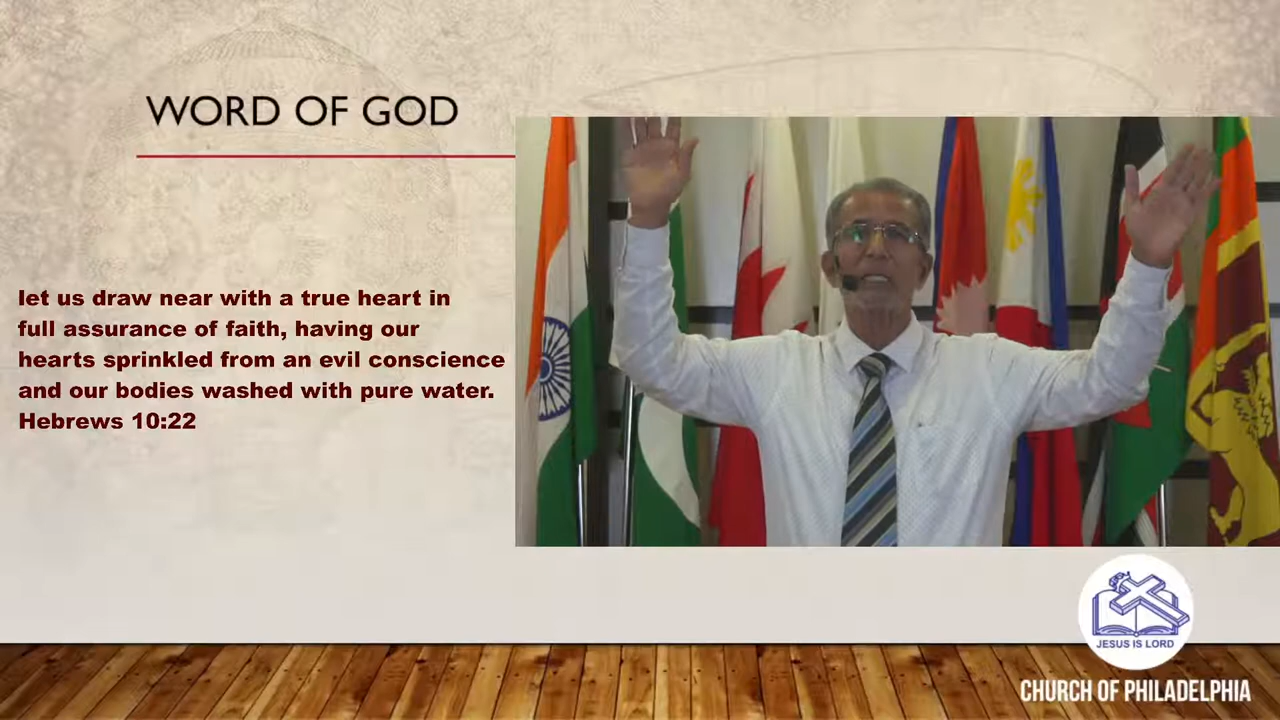 WORD OF GOD
let us draw near with a true heart in
full assurance of faith, having our
hearts sprinkled from an evil conscience
and our bodies washed with pure water.
Hebrews 10:22
JESUS IS LORD
CHURCH OF PHILADELPHIA